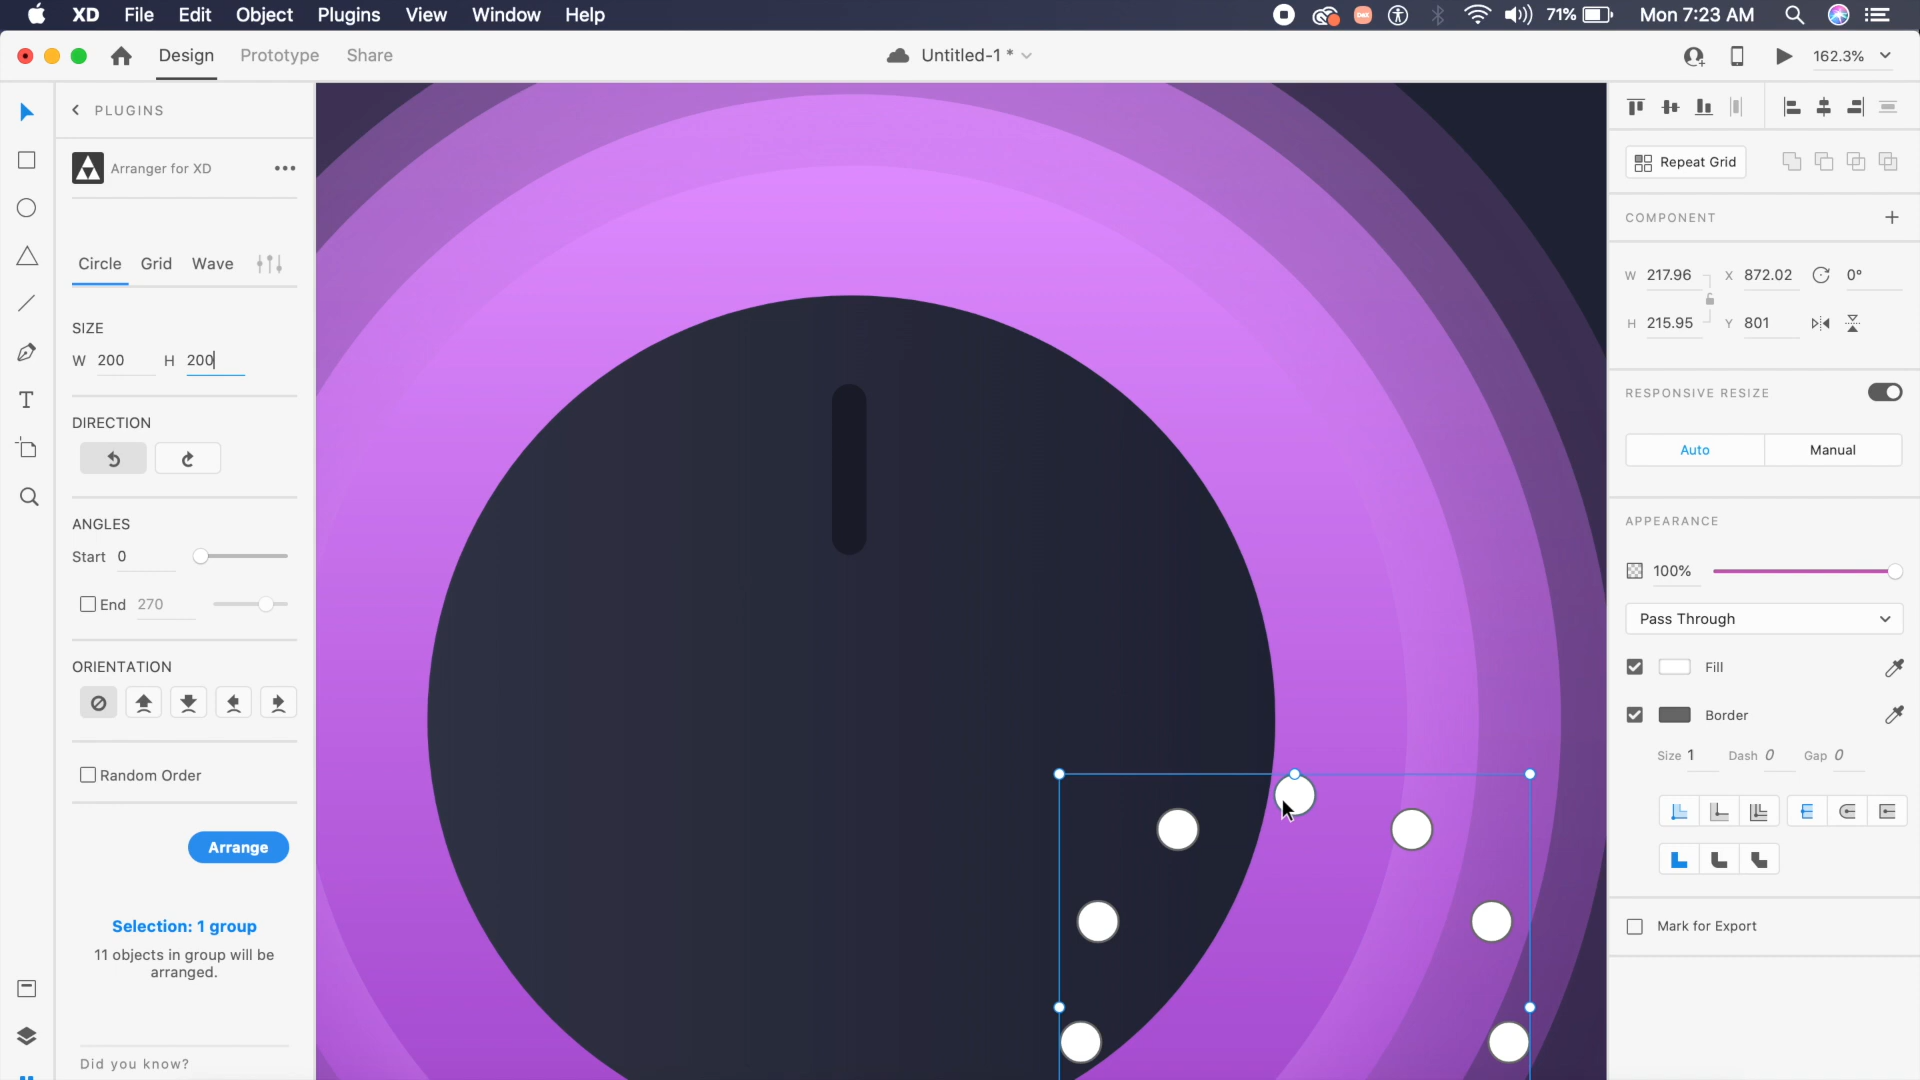 XD File Edit Object Plugins View Window Help 71% Mon 7:23 AM
Design Prototype Share Untitled-1 * 162.3%
PLUGINS
Arranger for XD
Circle Grid Wave
SIZE
W 200 H 200
DIRECTION
ANGLES
Start 0
End 270
ORIENTATION
Random Order
Arrange
Selection: 1 group
11 objects in group will be
arranged.
Did you know?
Repeat Grid
COMPONENT
W 217.96 X 872.02 0°
H 215.95 Y 801
RESPONSIVE RESIZE
Auto Manual
APPEARANCE
100%
Pass Through
Fill
Border
Size 1 Dash 0 Gap 0
Mark for Export